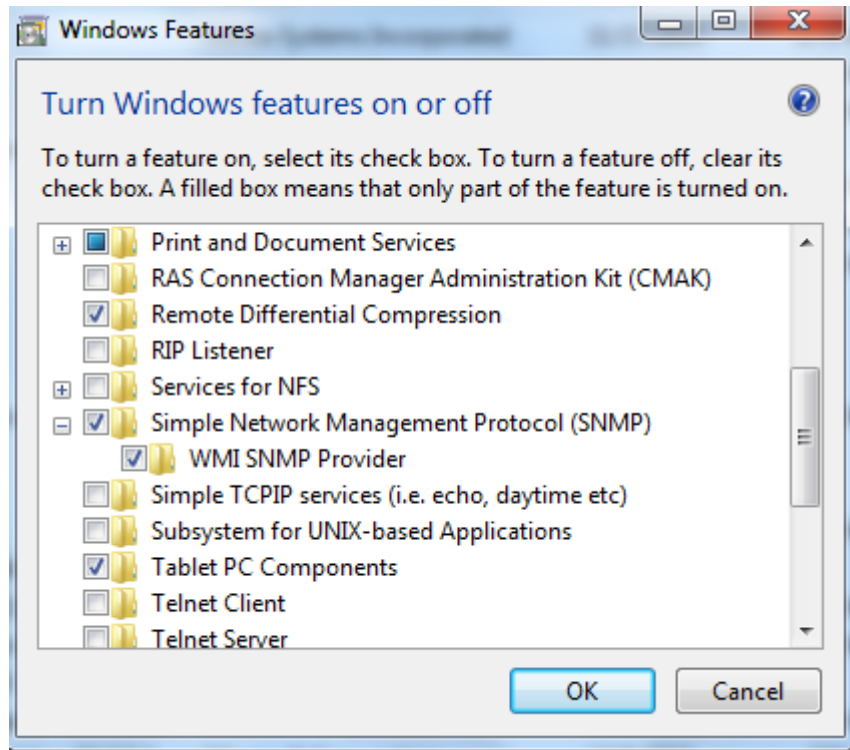 Windows Features
Turn Windows features on or off
To turn a feature on, select its check box. To turn a feature off, clear its
check box. A filled box means that only part of the feature is turned on.
Print and Document Services
RAS Connection Manager Administration Kit (CMAK)
Remote Differential Compression
RIP Listener
Services for NFS
Simple Network Management Protocol (SNMP)
WMI SNMP Provider
Simple TCPIP services (i.e. echo, daytime etc)
Subsystem for UNIX-based Applications
Tablet PC Components
Telnet Client
Telnet Server
OK Cancel